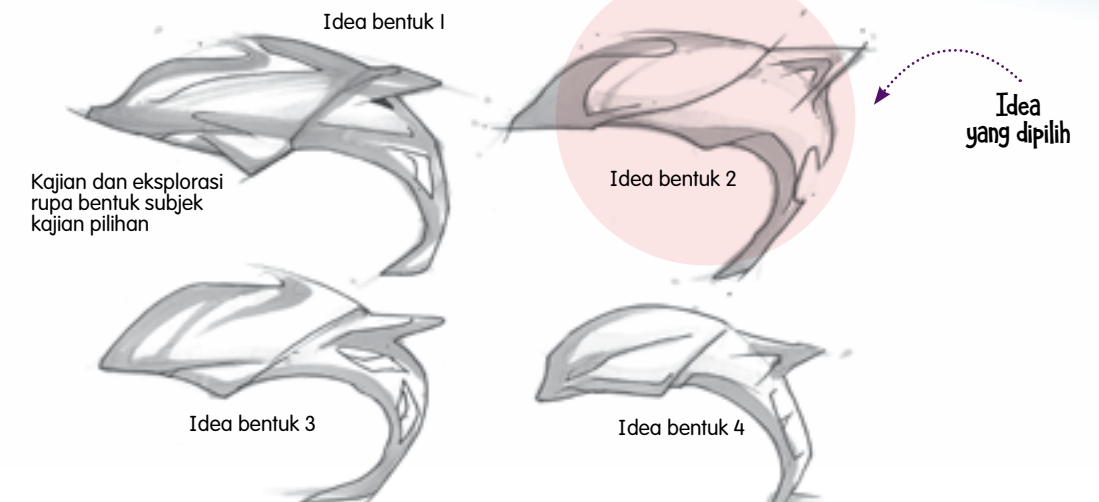 Idea bentuk 1
Idea
yang dipilih
Kajian dan eksplorasi
rupa bentuk subjek
kajian pilihan
Idea bentuk 2
Idea bentuk 3
Idea bentuk 4